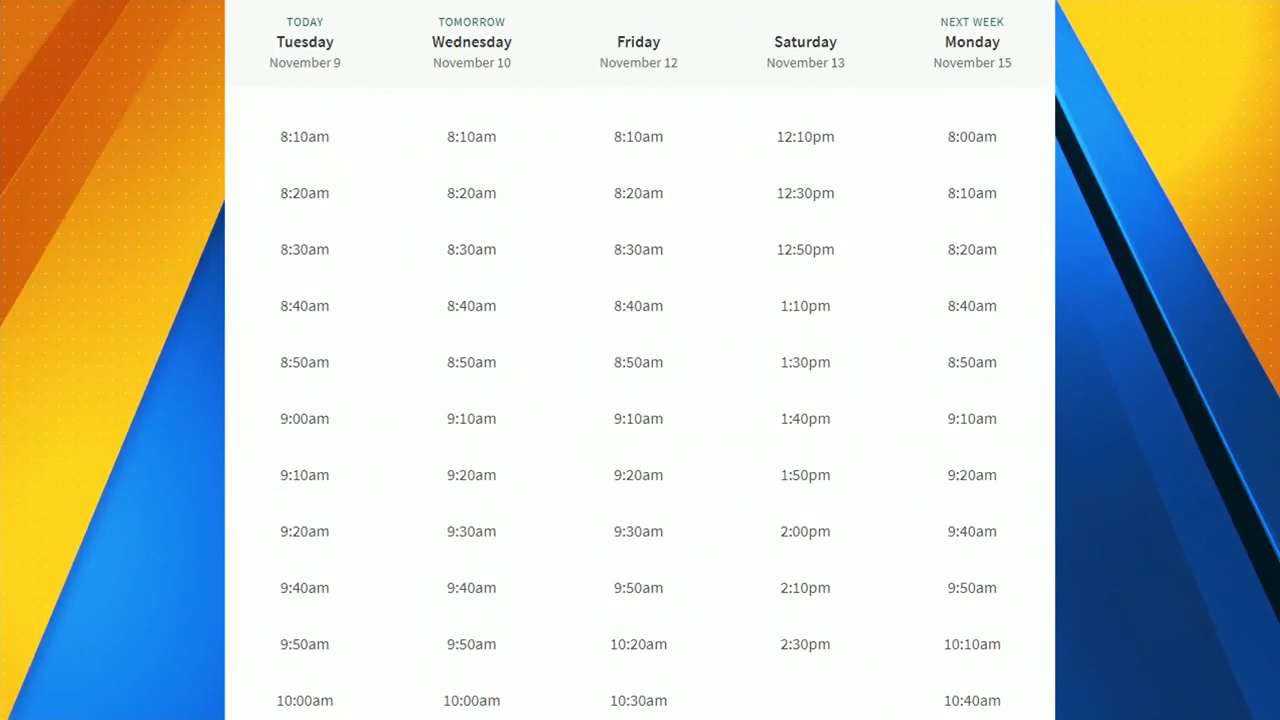 TODAY TOMORROW NEXT WEEK
Tuesday Wednesday Friday Saturday Monday
November 9 November 10 November 12 November 13 November 15
8:10am 8:10am 8:10am 12:10pm 8:00am
8:20am 8:20am 8:20am 12:30pm 8:10am
8:30am 8:30am 8:30am 12:50pm 8:20am
8:40am 8:40am 8:40am 1:10pm 8:40am
8:50am 8:50am 8:50am 1:30pm 8:50am
9:00am 9:10am 9:10am 1:40pm 9:10am
9:10am 9:20am 9:20am 1:50pm 9:20am
9:20am 9:30am 9:30am 2:00pm 9:40am
9:40am 9:40am 9:50am 2:10pm 9:50am
9:50am 9:50am 10:20am 2:30pm 10:10am
10:00am 10:00am 10:30am 10:40am